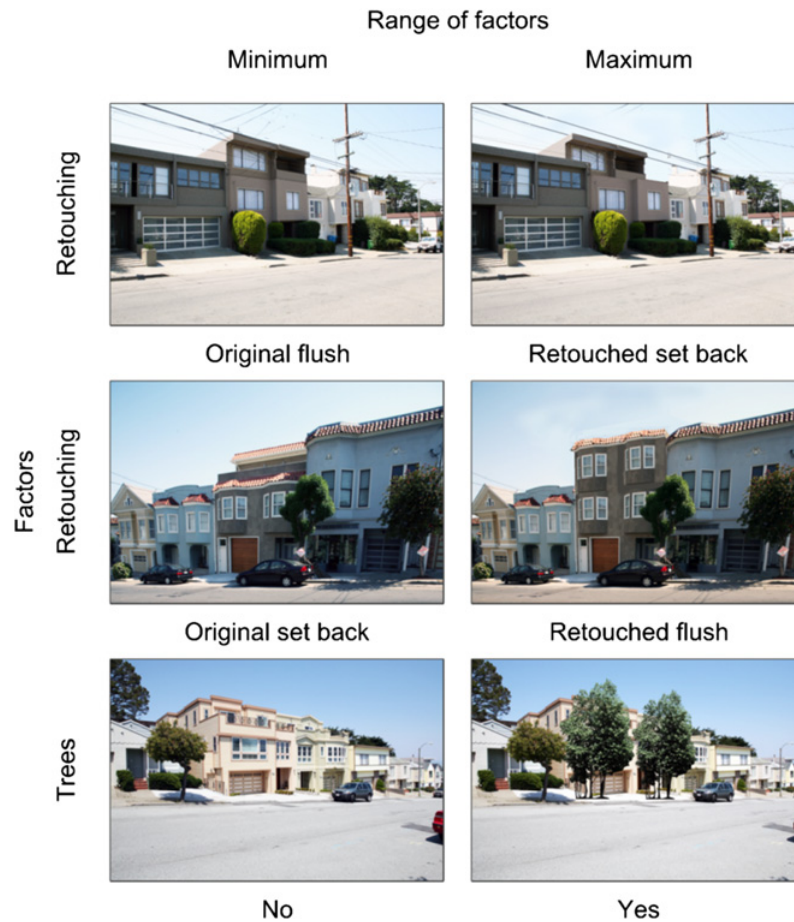 Range of factors
Minimum Maximum
Factors
Retouching
Original flush Retouched set back
Retouching
Original set back Retouched flush
Trees
No Yes